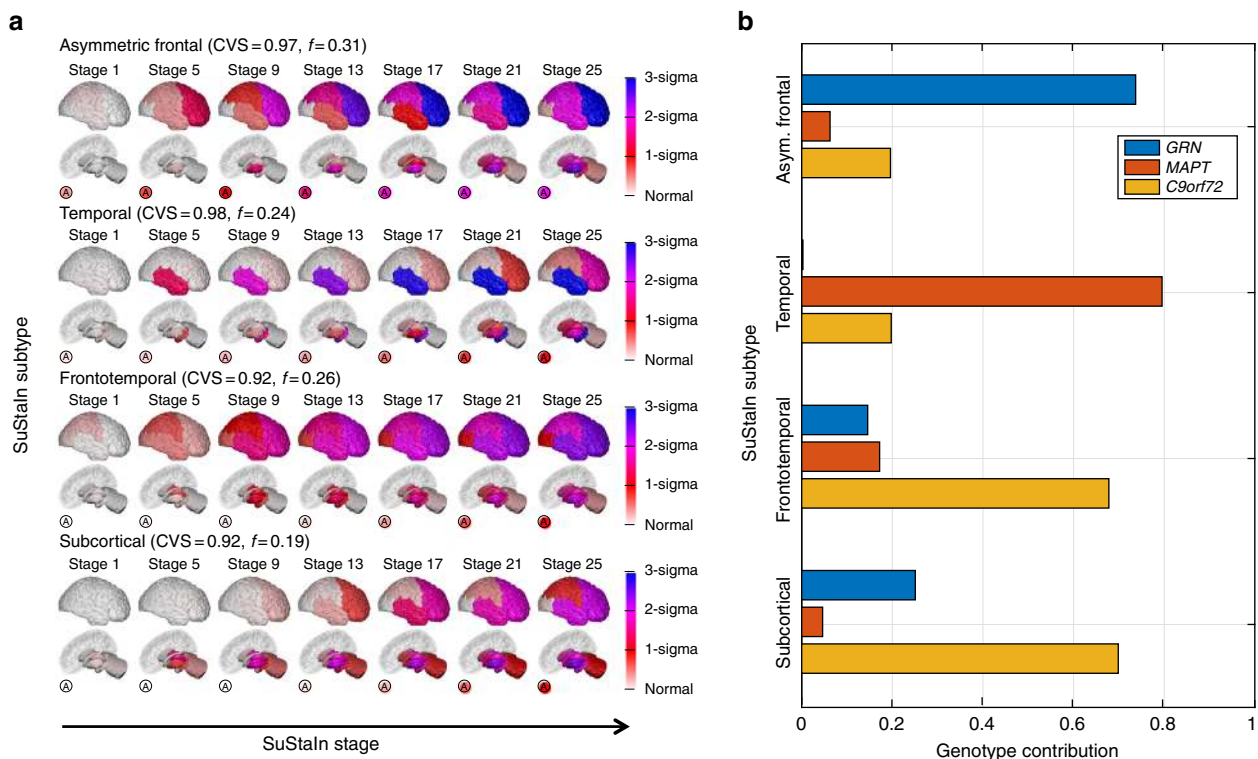 a
Asymmetric frontal (CVS = 0.97, f = 0.31)
Stage 1 Stage 5 Stage 9 Stage 13 Stage 17 Stage 21 Stage 25
3-sigma
2-sigma
1-sigma
Normal
A A A A A A A
Temporal (CVS = 0.98, f = 0.24)
Stage 1 Stage 5 Stage 9 Stage 13 Stage 17 Stage 21 Stage 25
3-sigma
2-sigma
1-sigma
Normal
A A A A A A A
Frontotemporal (CVS = 0.92, f = 0.26)
Stage 1 Stage 5 Stage 9 Stage 13 Stage 17 Stage 21 Stage 25
3-sigma
2-sigma
1-sigma
Normal
A A A A A A A
Subcortical (CVS = 0.92, f = 0.19)
Stage 1 Stage 5 Stage 9 Stage 13 Stage 17 Stage 21 Stage 25
3-sigma
2-sigma
1-sigma
Normal
A A A A A A A
SuStaIn subtype
SuStaIn stage
b
SuStaIn subtype
Asym. frontal
Temporal
Frontotemporal
Subcortical
GRN
MAPT
C9orf72
0 0.2 0.4 0.6 0.8 1
Genotype contribution